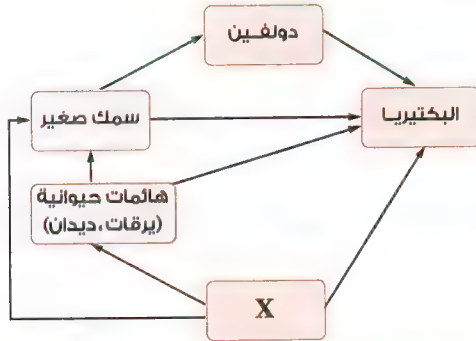 دولفين
البكتيريا
سمك صغير
هائمات حيوانية
(يرقات، ديدان)
X